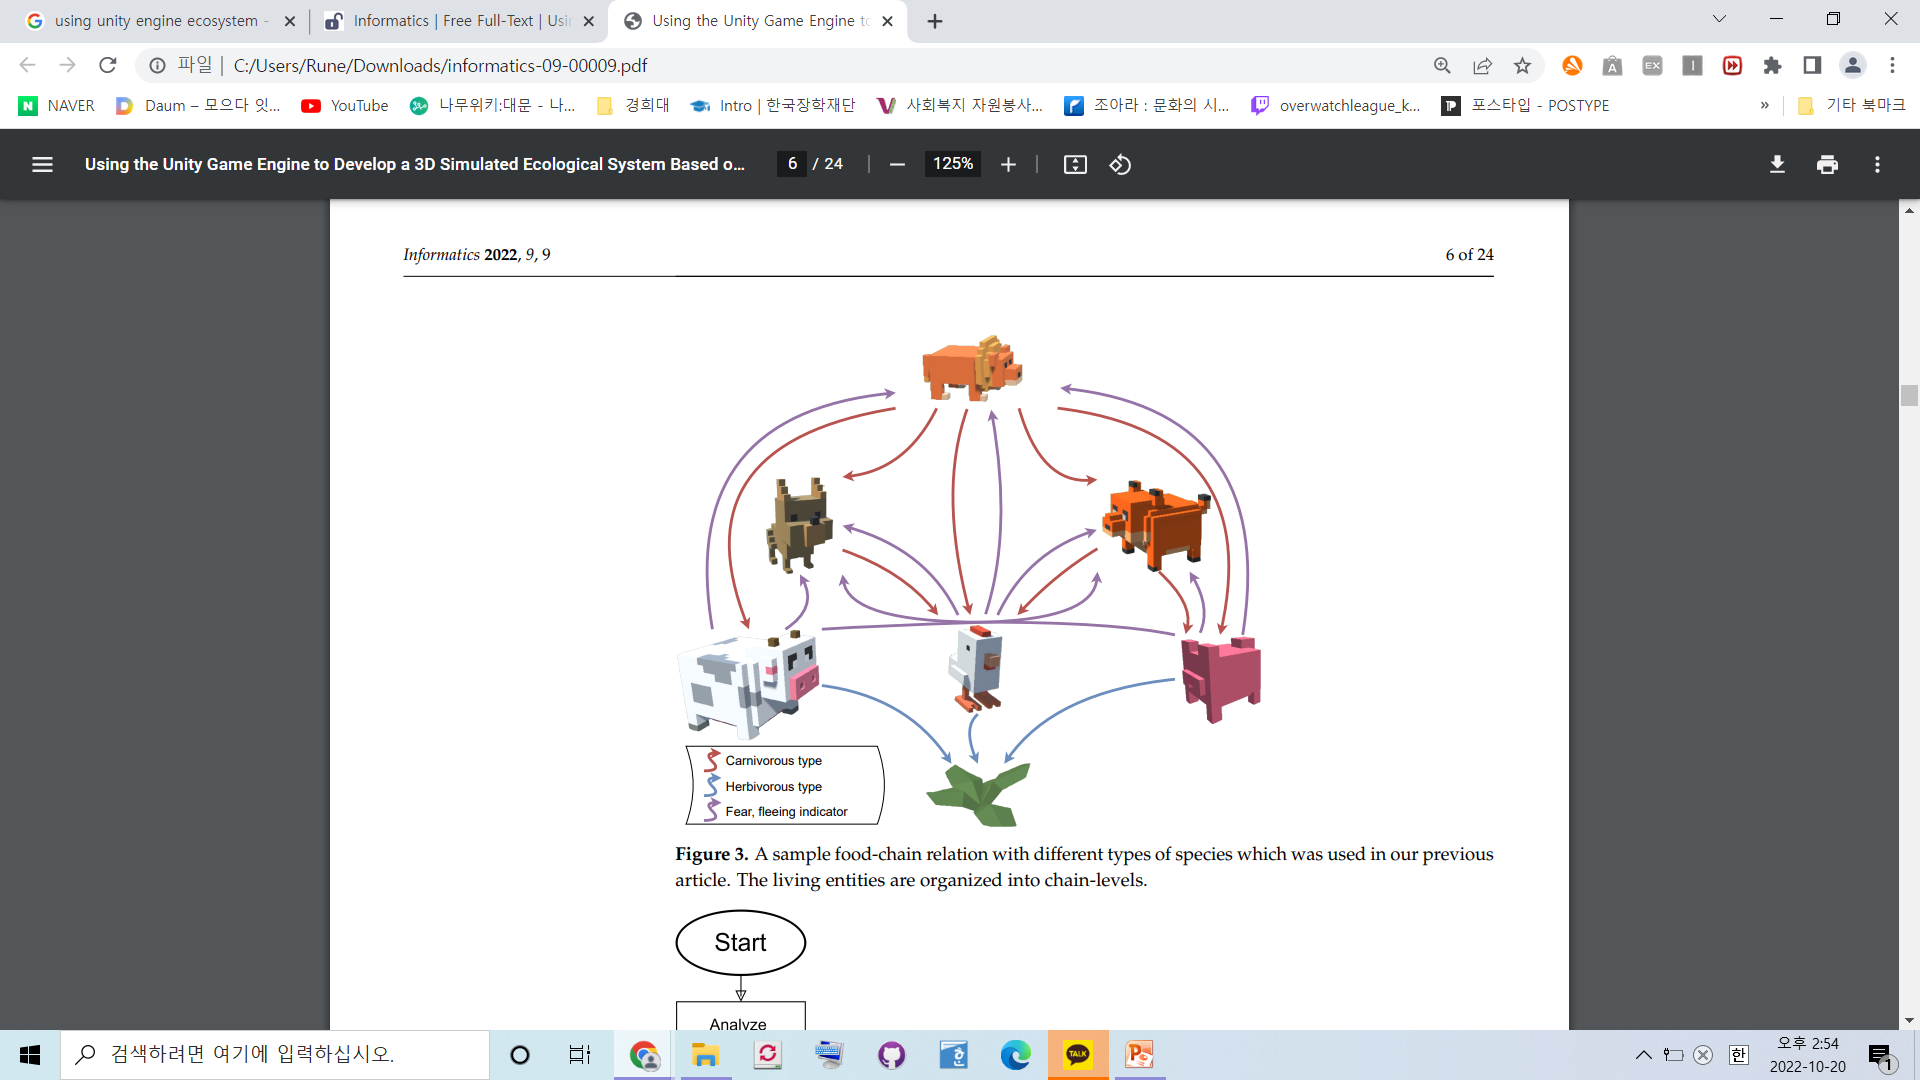 using unity engine ecosystem -
Informatics | Free Full-Text | Usi
Using the Unity Game Engine to
파일 | C:/Users/Rune/Downloads/informatics-09-00009.pdf
NAVER
Daum – 모으다 잇...
YouTube
나무위키:대문 - 나...
경희대
Intro | 한국장학재단
사회복지 자원봉사...
조아라 : 문화의 시...
overwatchleague_k...
포스타입 - POSTYPE
»
기타 북마크
Using the Unity Game Engine to Develop a 3D Simulated Ecological System Based o...
6 / 24
125%
Informatics 2022, 9, 9
6 of 24
Carnivorous type
Herbivorous type
Fear, fleeing indicator
Figure 3. A sample food-chain relation with different types of species which was used in our previous
article. The living entities are organized into chain-levels.
Start
Analyze
검색하려면 여기에 입력하십시오.
TALK
한
오후 2:54
2022-10-20
1